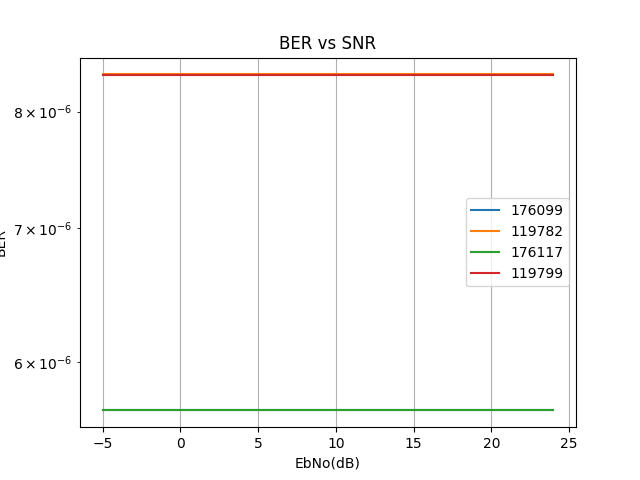 BER vs SNR
8 × 10⁻⁶
7 × 10⁻⁶
6 × 10⁻⁶
BER
176099
119782
176117
119799
−5
0
5
10
15
20
25
EbNo(dB)